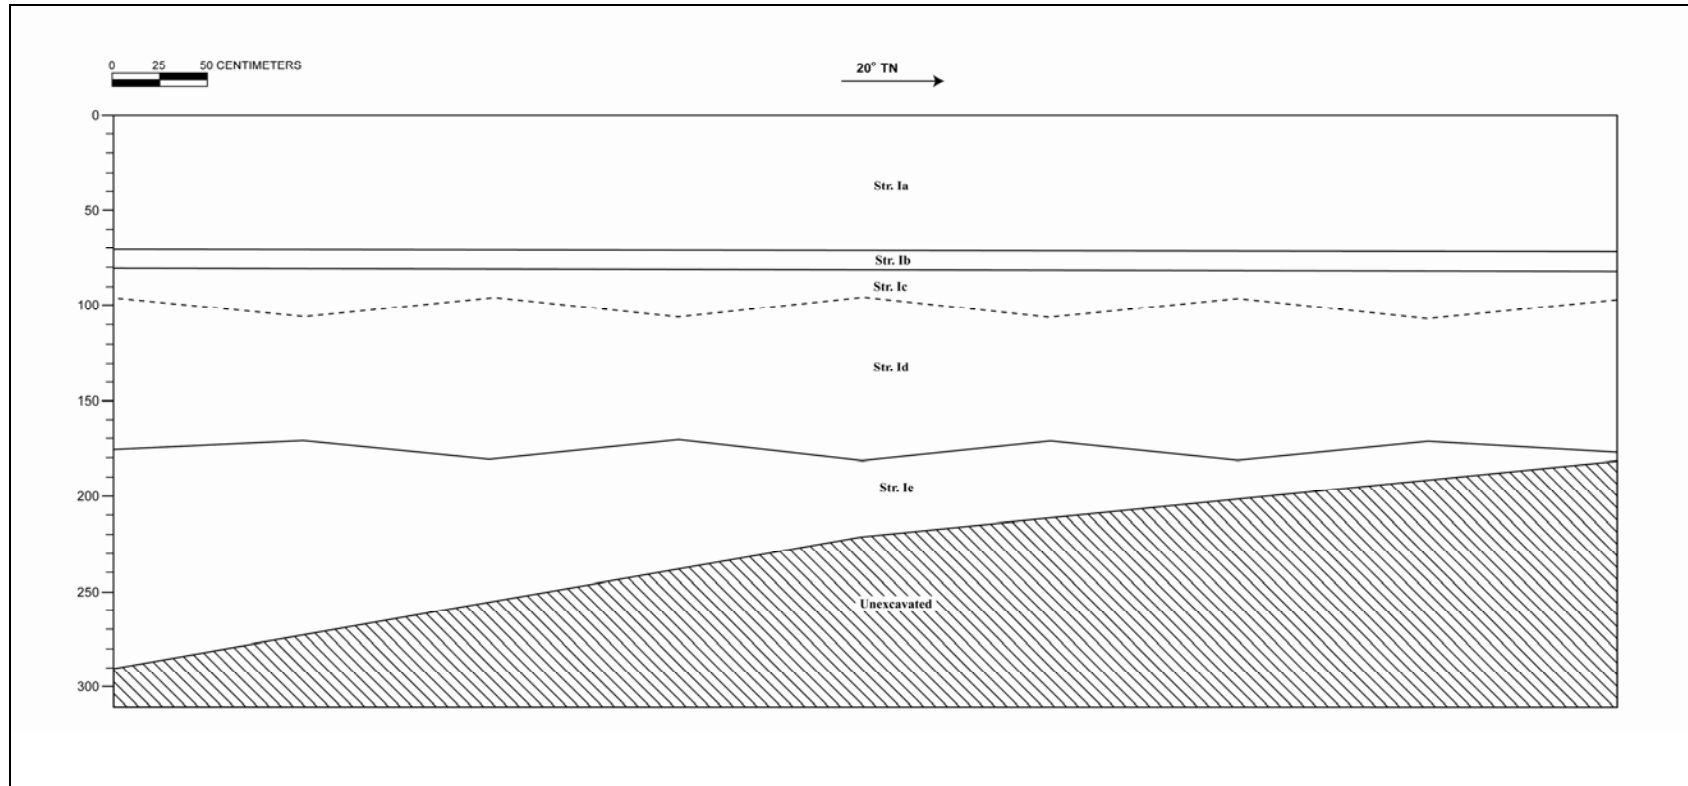 0 25 50 CENTIMETERS
20° TN
0
Str. Ia
50
Str. Ib
Str. Ic
100
Str. Id
150
Str. Ie
200
250
Unexcavated
300